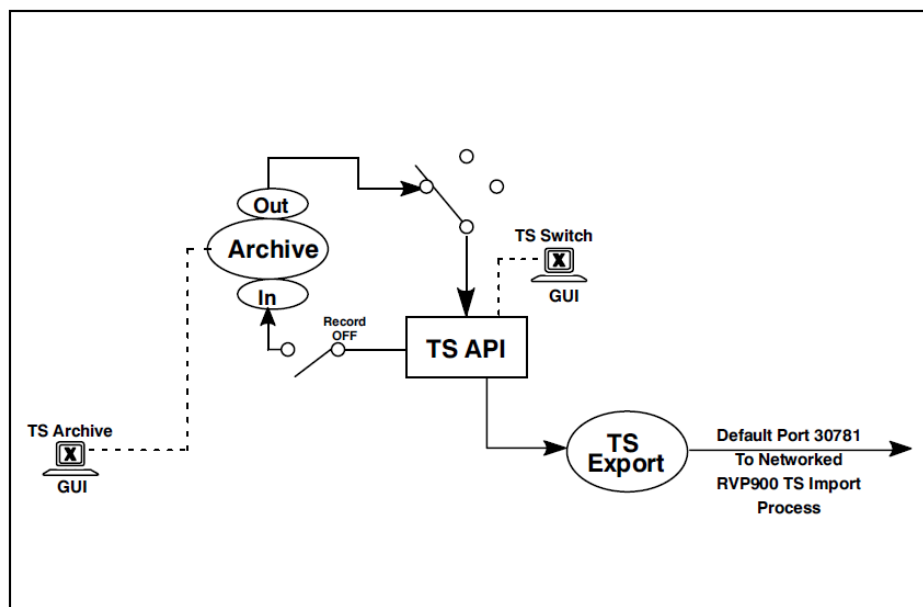 Out
Archive
In
Record
OFF
TS Switch
X
GUI
TS API
TS Archive
X
GUI
TS
Export
Default Port 30781
To Networked
RVP900 TS Import
Process